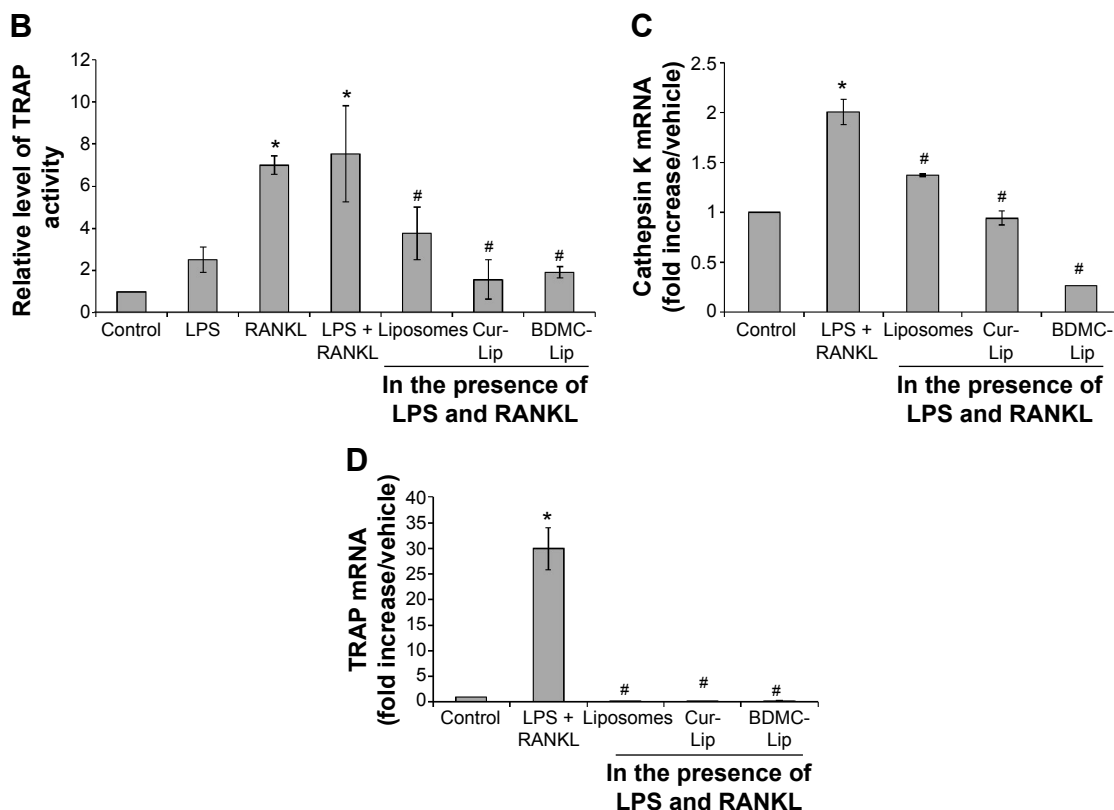 B
Relative level of TRAP
activity
12
10
8
6
4
2
0
*
*
#
#
#
Control LPS RANKL LPS + Liposomes Cur- BDMC-
RANKL Lip Lip
In the presence of
LPS and RANKL
C
Cathepsin K mRNA
(fold increase/vehicle)
2.5
2
1.5
1
0.5
0
*
#
#
#
Control LPS + Liposomes Cur- BDMC-
RANKL Lip Lip
In the presence of
LPS and RANKL
D
TRAP mRNA
(fold increase/vehicle)
40
35
30
25
20
15
10
5
0
*
#
#
#
Control LPS + Liposomes Cur- BDMC-
RANKL Lip Lip
In the presence of
LPS and RANKL